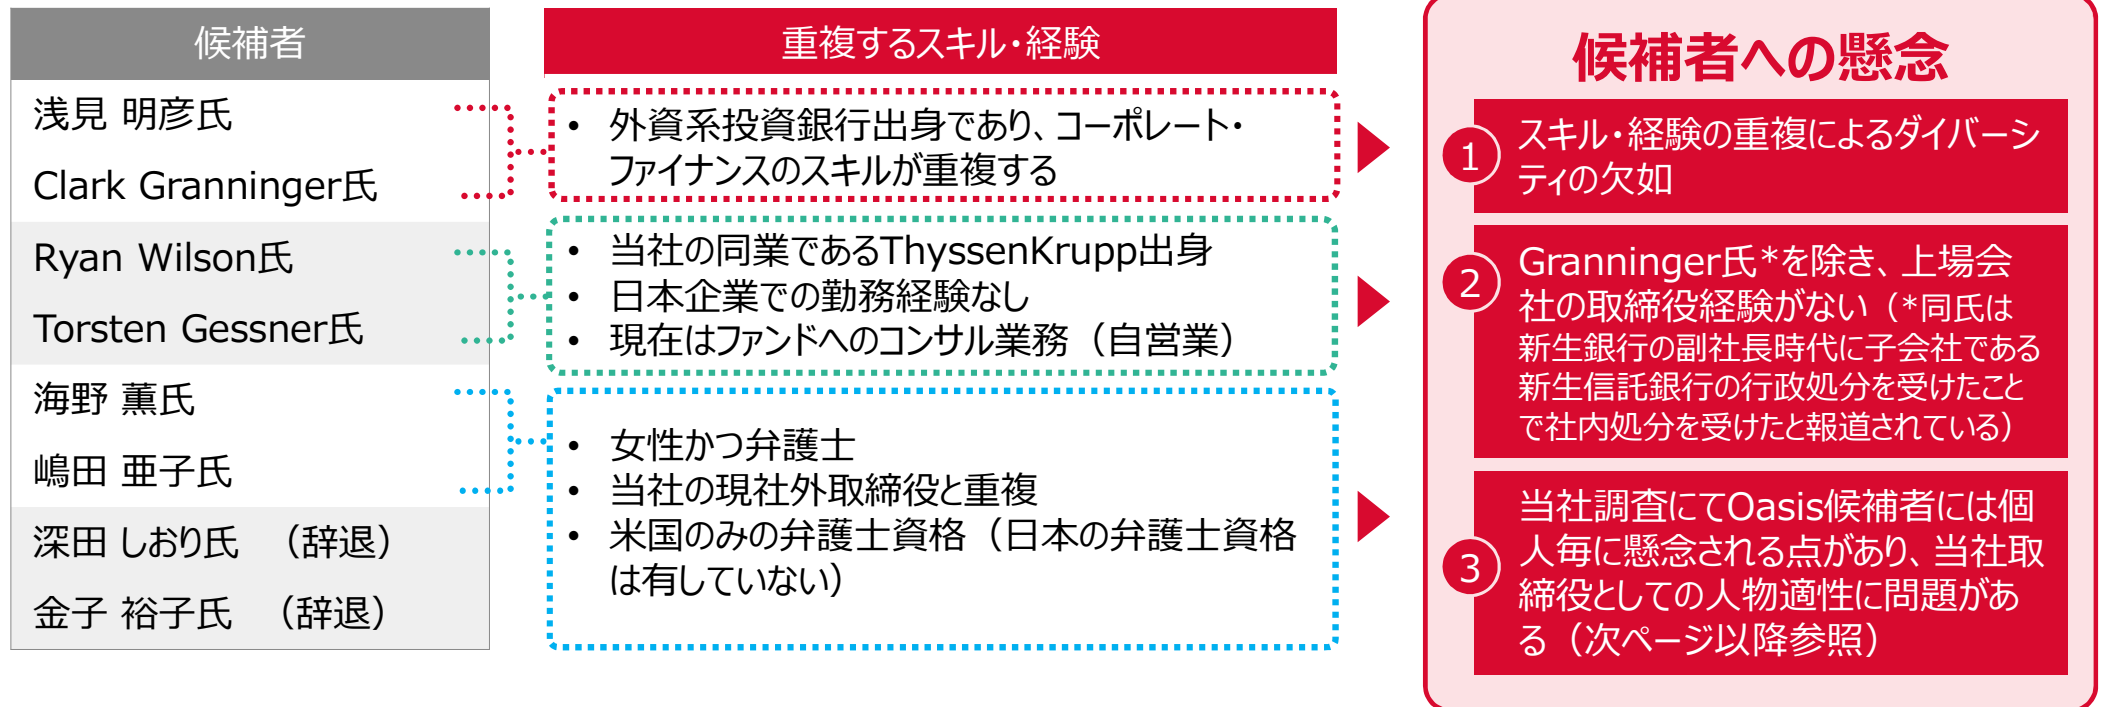 候補者
浅見 明彦氏
Clark Granninger氏
Ryan Wilson氏
Torsten Gessner氏
海野 薫氏
嶋田 亜子氏
深田 しおり氏 （辞退）
金子 裕子氏 （辞退）
重複するスキル・経験
• 外資系投資銀行出身であり、コーポレート・
ファイナンスのスキルが重複する
• 当社の同業であるThyssenKrupp出身
• 日本企業での勤務経験なし
• 現在はファンドへのコンサル業務（自営業）
• 女性かつ弁護士
• 当社の現社外取締役と重複
• 米国のみの弁護士資格（日本の弁護士資格
は有していない）
候補者への懸念
1
スキル・経験の重複によるダイバーシ
ティの欠如
2
Granninger氏*を除き、上場会
社の取締役経験がない（*同氏は
新生銀行の副社長時代に子会社である
新生信託銀行の行政処分を受けたこと
で社内処分を受けたと報道されている）
3
当社調査にてOasis候補者には個
人毎に懸念される点があり、当社取
締役としての人物適性に問題があ
る（次ページ以降参照）